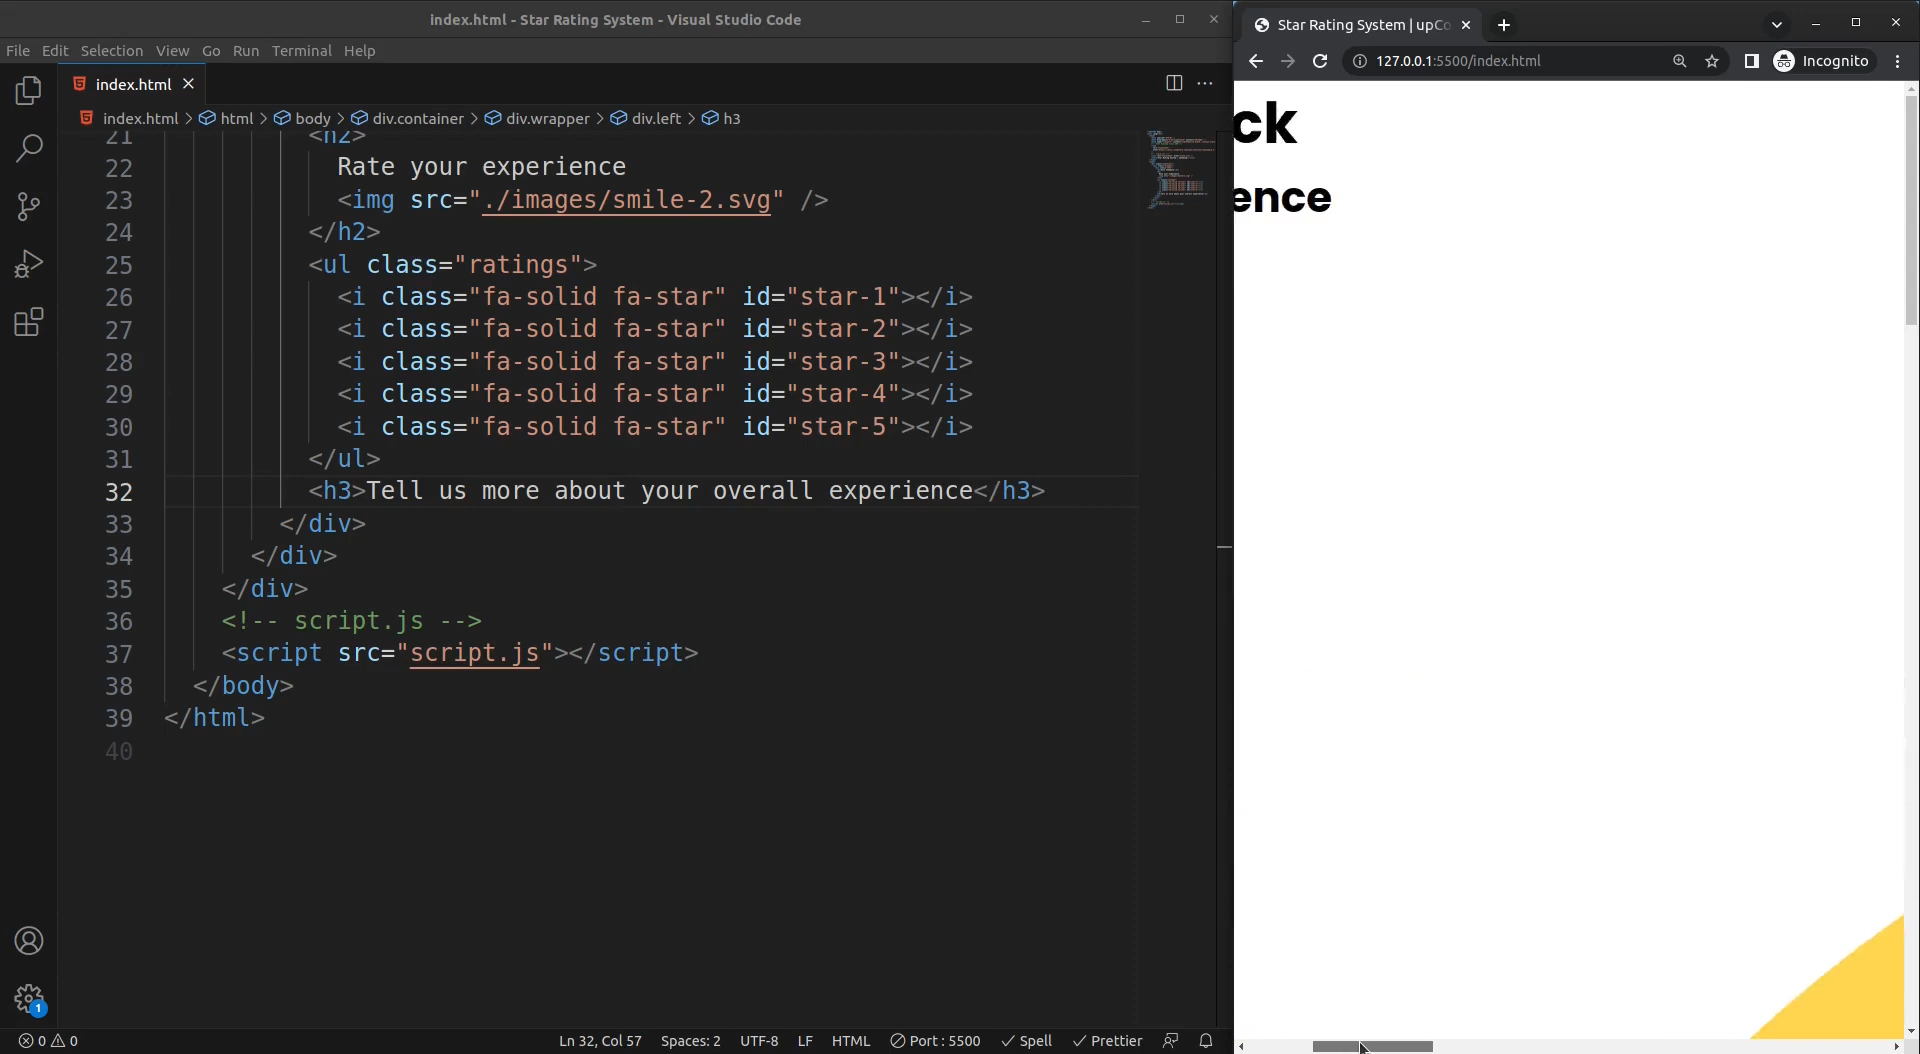 index.html - Star Rating System - Visual Studio Code
File Edit Selection View Go Run Terminal Help
index.html
index.html > html > body > div.container > div.wrapper > div.left > h3
21 <h2>
22 Rate your experience
23 <img src="./images/smile-2.svg" />
24 </h2>
25 <ul class="ratings">
26 <i class="fa-solid fa-star" id="star-1"></i>
27 <i class="fa-solid fa-star" id="star-2"></i>
28 <i class="fa-solid fa-star" id="star-3"></i>
29 <i class="fa-solid fa-star" id="star-4"></i>
30 <i class="fa-solid fa-star" id="star-5"></i>
31 </ul>
32 <h3>Tell us more about your overall experience</h3>
33 </div>
34 </div>
35 </div>
36 <!-- script.js -->
37 <script src="script.js"></script>
38 </body>
39 </html>
40
1
0 0 Ln 32, Col 57 Spaces: 2 UTF-8 LF HTML Port : 5500 Spell Prettier
Star Rating System | upCo
127.0.0.1:5500/index.html Incognito
ck
ence